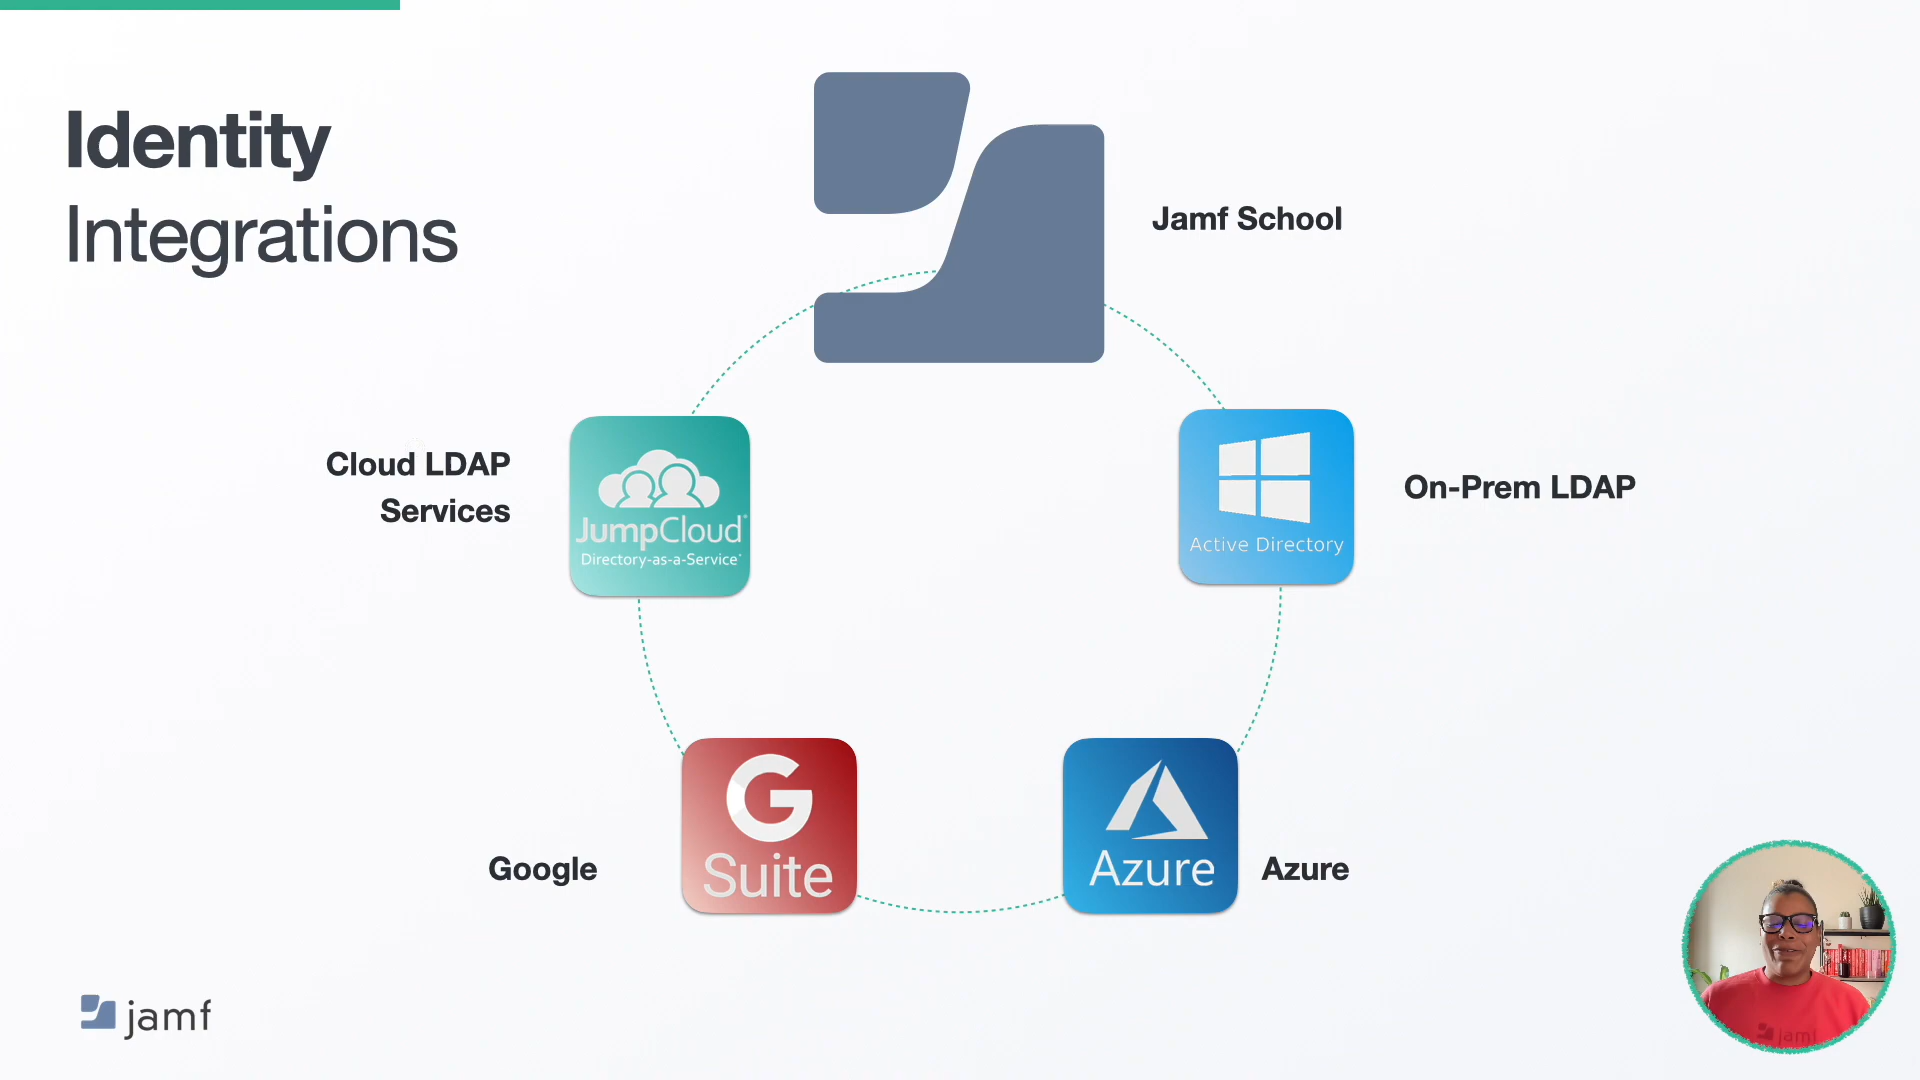 Identity
Integrations
Jamf School
Cloud LDAP
Services
JumpCloud®
Directory-as-a-Service®
Active Directory
On-Prem LDAP
Google
G
Suite
Azure
Azure
jamf
jamf